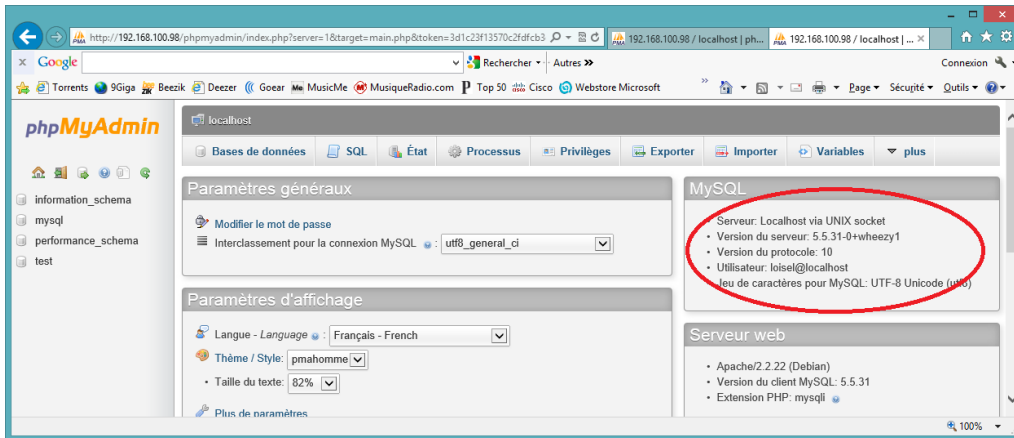 http://192.168.100.98/phpmyadmin/index.php?server=1&target=main.php&token=3d1c23f13570c2fdfcb3
192.168.100.98 / localhost | ph...
192.168.100.98 / localhost | ...
Google
Rechercher
Autres »
Connexion
Torrents
9Giga
Beezik
Deezer
Goear
MusicMe
MusiqueRadio.com
Top 50
Cisco
Webstore Microsoft
Page
Sécurité
Outils
phpMyAdmin
information_schema
mysql
performance_schema
test
localhost
Bases de données
SQL
État
Processus
Privilèges
Exporter
Importer
Variables
plus
Paramètres généraux
Modifier le mot de passe
Interclassement pour la connexion MySQL : utf8_general_ci
Paramètres d'affichage
Langue - Language : Français - French
Thème / Style: pmahomme
Taille du texte: 82%
Plus de paramètres
MySQL
Serveur: Localhost via UNIX socket
Version du serveur: 5.5.31-0+wheezy1
Version du protocole: 10
Utilisateur: loisel@localhost
Jeu de caractères pour MySQL: UTF-8 Unicode (utf8)
Serveur web
Apache/2.2.22 (Debian)
Version du client MySQL: 5.5.31
Extension PHP: mysqli
100%